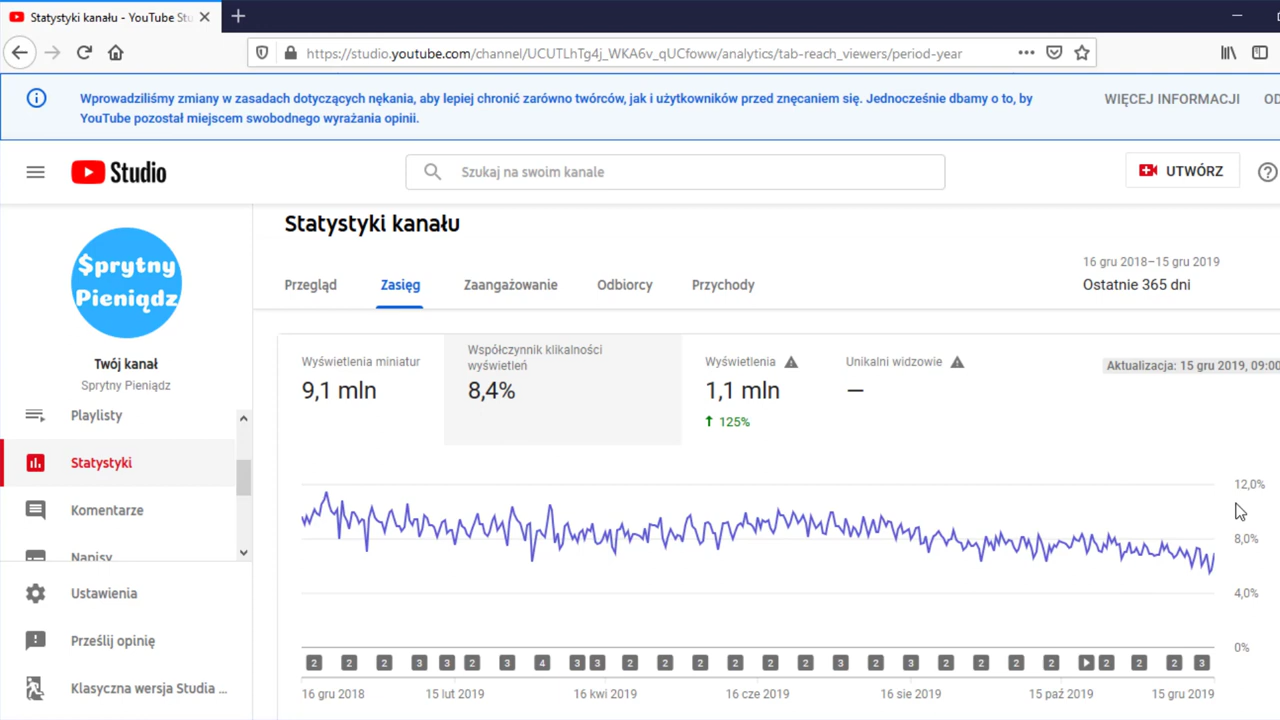 Statystyki kanału - YouTube Stu
https://studio.youtube.com/channel/UCUTLhTg4j_WKA6v_qUCfoww/analytics/tab-reach_viewers/period-year
Wprowadziliśmy zmiany w zasadach dotyczących nękania, aby lepiej chronić zarówno twórców, jak i użytkowników przed znęcaniem się. Jednocześnie dbamy o to, by
YouTube pozostał miejscem swobodnego wyrażania opinii.
WIĘCEJ INFORMACJI
OD
Studio
Szukaj na swoim kanale
UTWÓRZ
$prytny
Pieniądz
Twój kanał
Sprytny Pieniądz
Playlisty
Statystyki
Komentarze
Napisy
Ustawienia
Prześlij opinię
Klasyczna wersja Studia ...
Statystyki kanału
Przegląd Zasięg Zaangażowanie Odbiorcy Przychody
16 gru 2018–15 gru 2019
Ostatnie 365 dni
Wyświetlenia miniatur
9,1 mln
Współczynnik klikalności
wyświetleń
8,4%
Wyświetlenia
1,1 mln
125%
Unikalni widzowie
—
Aktualizacja: 15 gru 2019, 09:00
12,0%
8,0%
4,0%
0%
2 2 2 3 3 2 3 4 3 3 2 2 2 2 2 3 2 3 2 2 2 2 2 2 2 3
16 gru 2018 15 lut 2019 16 kwi 2019 16 cze 2019 16 sie 2019 15 paź 2019 15 gru 2019